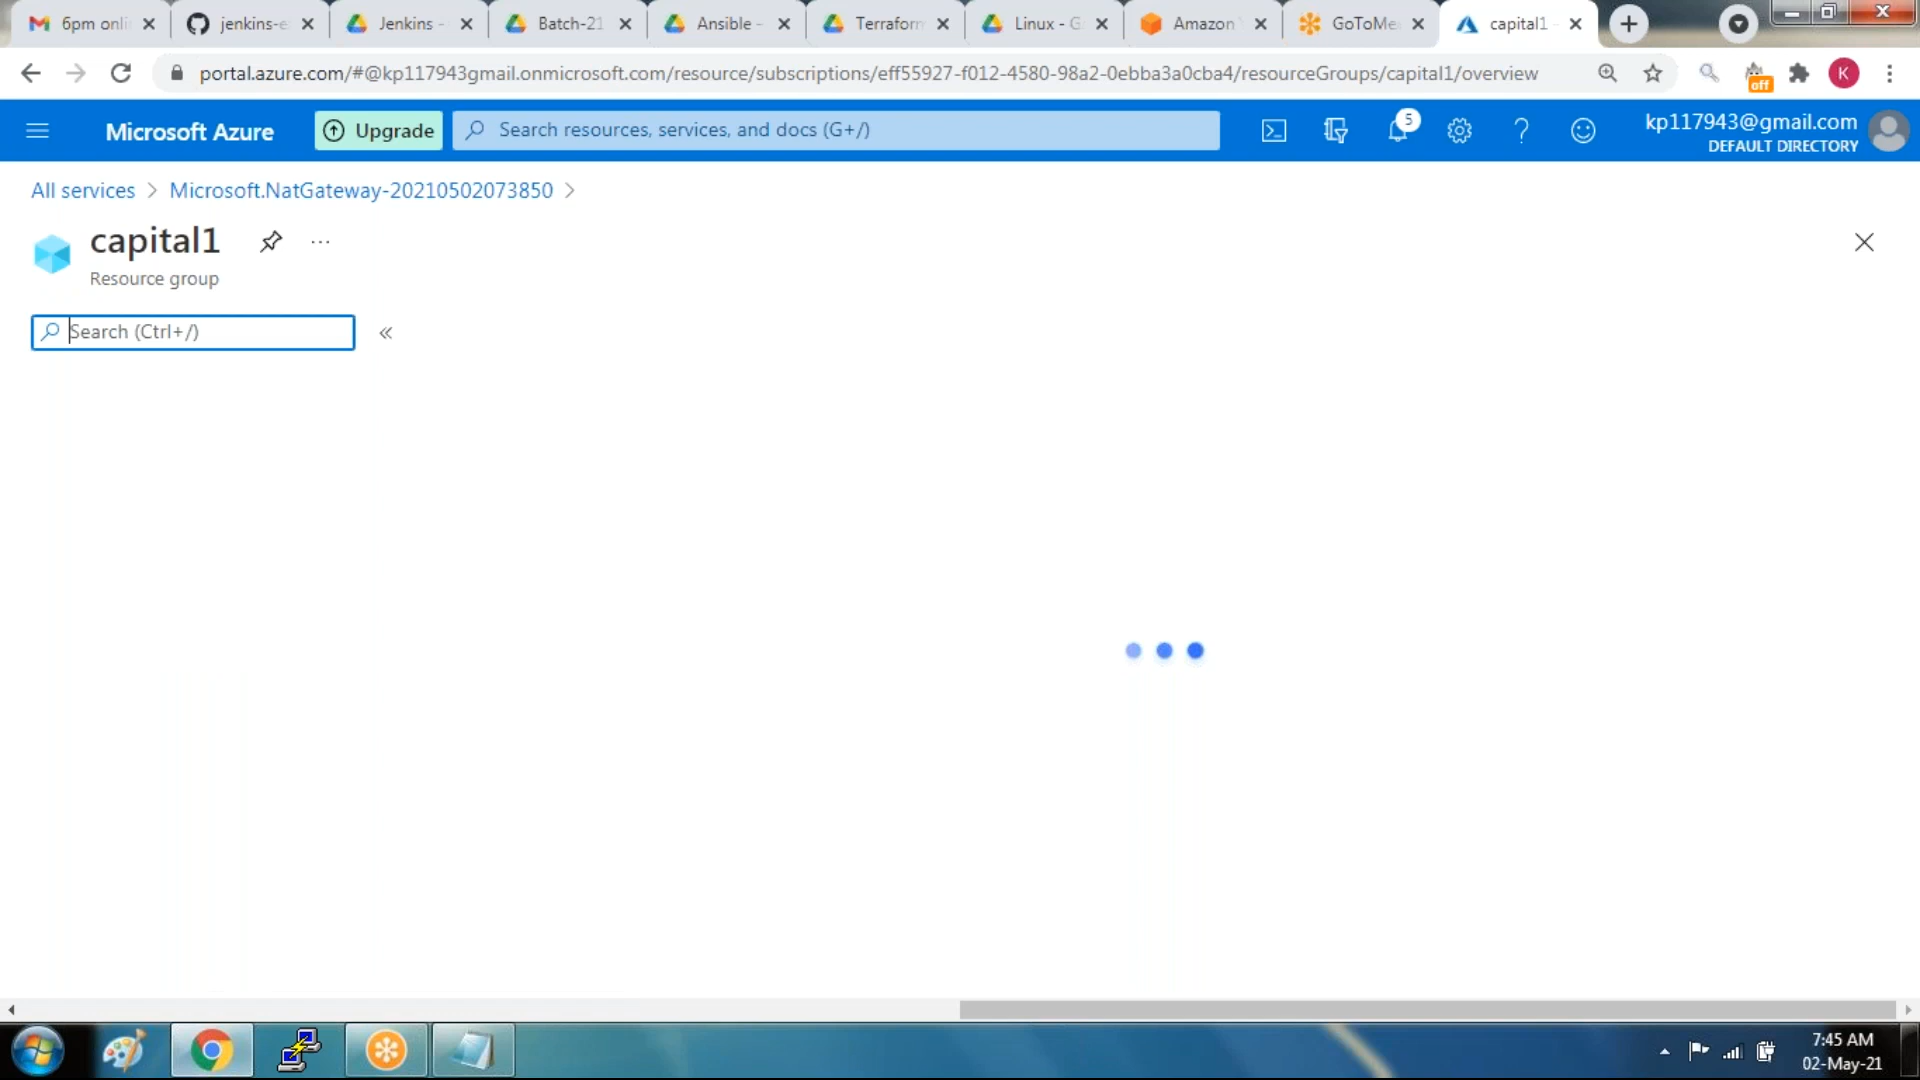 6pm onli
jenkins-e
Jenkins -
Batch-21
Ansible -
Terraform
Linux - G
Amazon
GoToMe
capital1 -
portal.azure.com/#@kp117943gmail.onmicrosoft.com/resource/subscriptions/eff55927-f012-4580-98a2-0ebba3a0cba4/resourceGroups/capital1/overview
off
K
Microsoft Azure
Upgrade
Search resources, services, and docs (G+/)
5
kp117943@gmail.com
DEFAULT DIRECTORY
All services > Microsoft.NatGateway-20210502073850 >
capital1
Resource group
Search (Ctrl+/)
«
7:45 AM
02-May-21